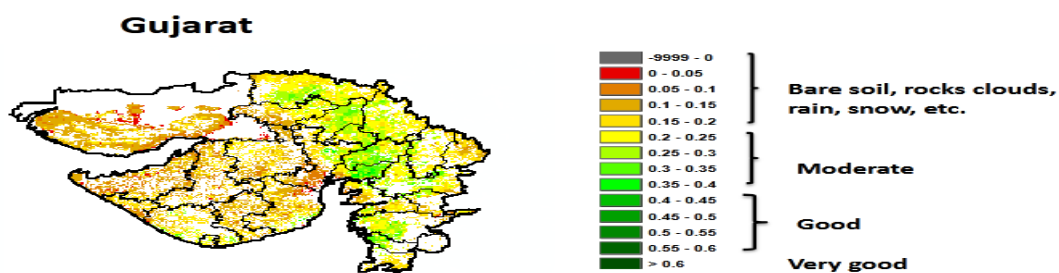 Gujarat
-9999 - 0
0 - 0.05
0.05 - 0.1
0.1 - 0.15
0.15 - 0.2
0.2 - 0.25
0.25 - 0.3
0.3 - 0.35
0.35 - 0.4
0.4 - 0.45
0.45 - 0.5
0.5 - 0.55
0.55 - 0.6
> 0.6
Bare soil, rocks clouds,
rain, snow, etc.
Moderate
Good
Very good